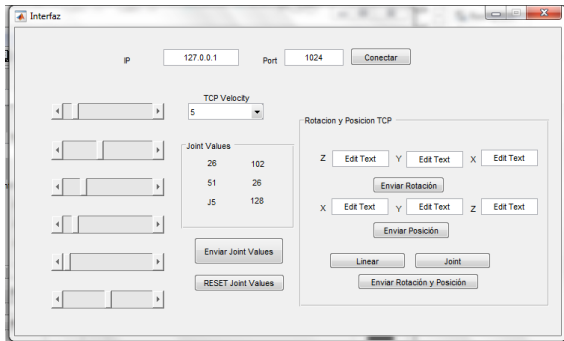 Interfaz
IP 127.0.0.1 Port 1024 Conectar
TCP Velocity
5
Joint Values
26 102
51 26
J5 128
Enviar Joint Values
RESET Joint Values
Rotacion y Posicion TCP
Z Edit Text Y Edit Text X Edit Text
Enviar Rotación
X Edit Text Y Edit Text Z Edit Text
Enviar Posición
Linear Joint
Enviar Rotación y Posición